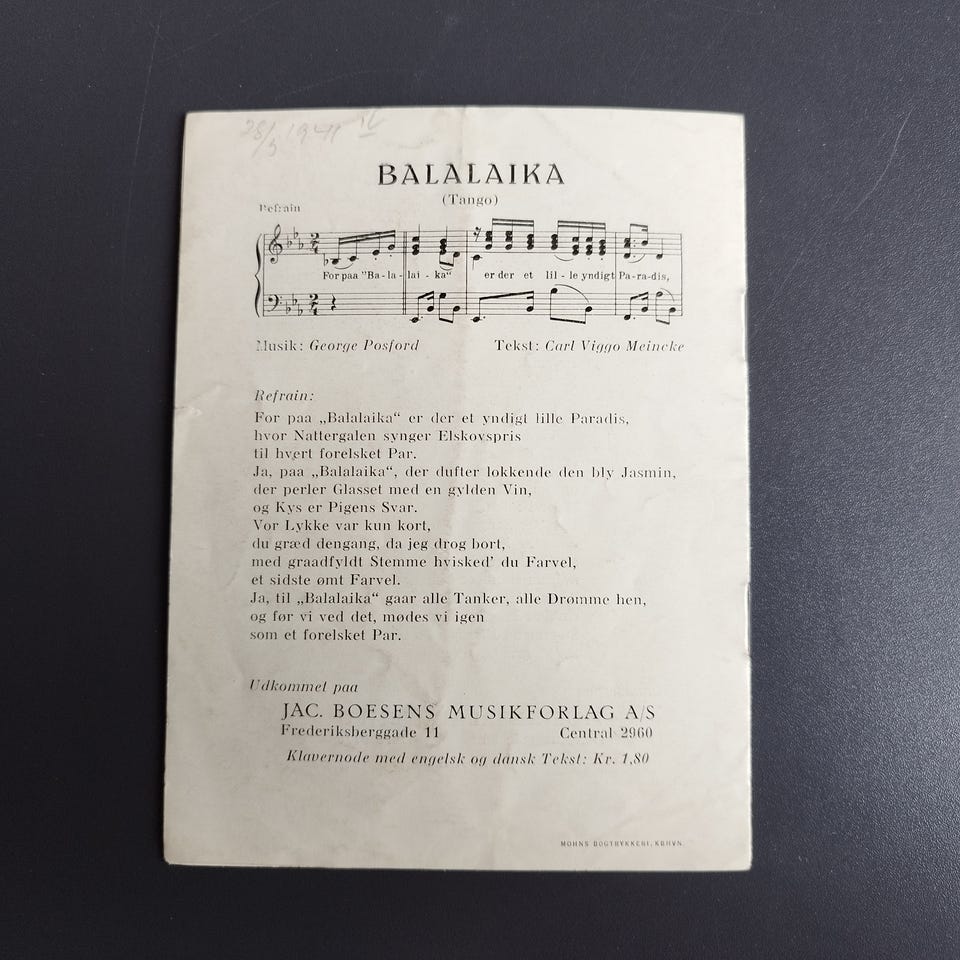 28/3 1941 IL
BALALAIKA
(Tango)
Refrain
For paa "Ba - la - lai - ka“ er der et lil - le yndigt Pa - ra - dis,
Musik: George Posford Tekst: Carl Viggo Meincke
Refrain:
For paa „Balalaika“ er der et yndigt lille Paradis,
hvor Nattergalen synger Elskovspris
til hvert forelsket Par.
Ja, paa „Balalaika“, der dufter lokkende den bly Jasmin,
der perler Glasset med en gylden Vin,
og Kys er Pigens Svar.
Vor Lykke var kun kort,
du græd dengang, da jeg drog bort,
med graadfyldt Stemme hvisked' du Farvel,
et sidste ømt Farvel.
Ja, til „Balalaika“ gaar alle Tanker, alle Drømme hen,
og før vi ved det, mødes vi igen
som et forelsket Par.
Udkommet paa
JAC. BOESENS MUSIKFORLAG A/S
Frederiksberggade 11 Central 2960
Klavernode med engelsk og dansk Tekst: Kr. 1,80
MOHNS BOGTRYKKERI, KBHVN.